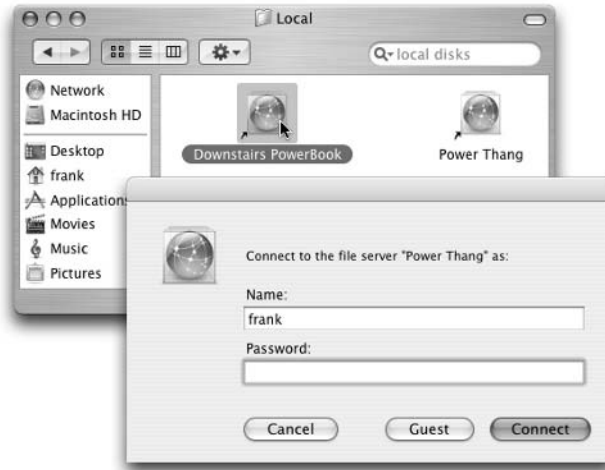 Local
local disks
Network
Macintosh HD
Desktop
frank
Applications
Movies
Music
Pictures
Downstairs PowerBook
Power Thang
Connect to the file server "Power Thang" as:
Name:
frank
Password:
Cancel
Guest
Connect